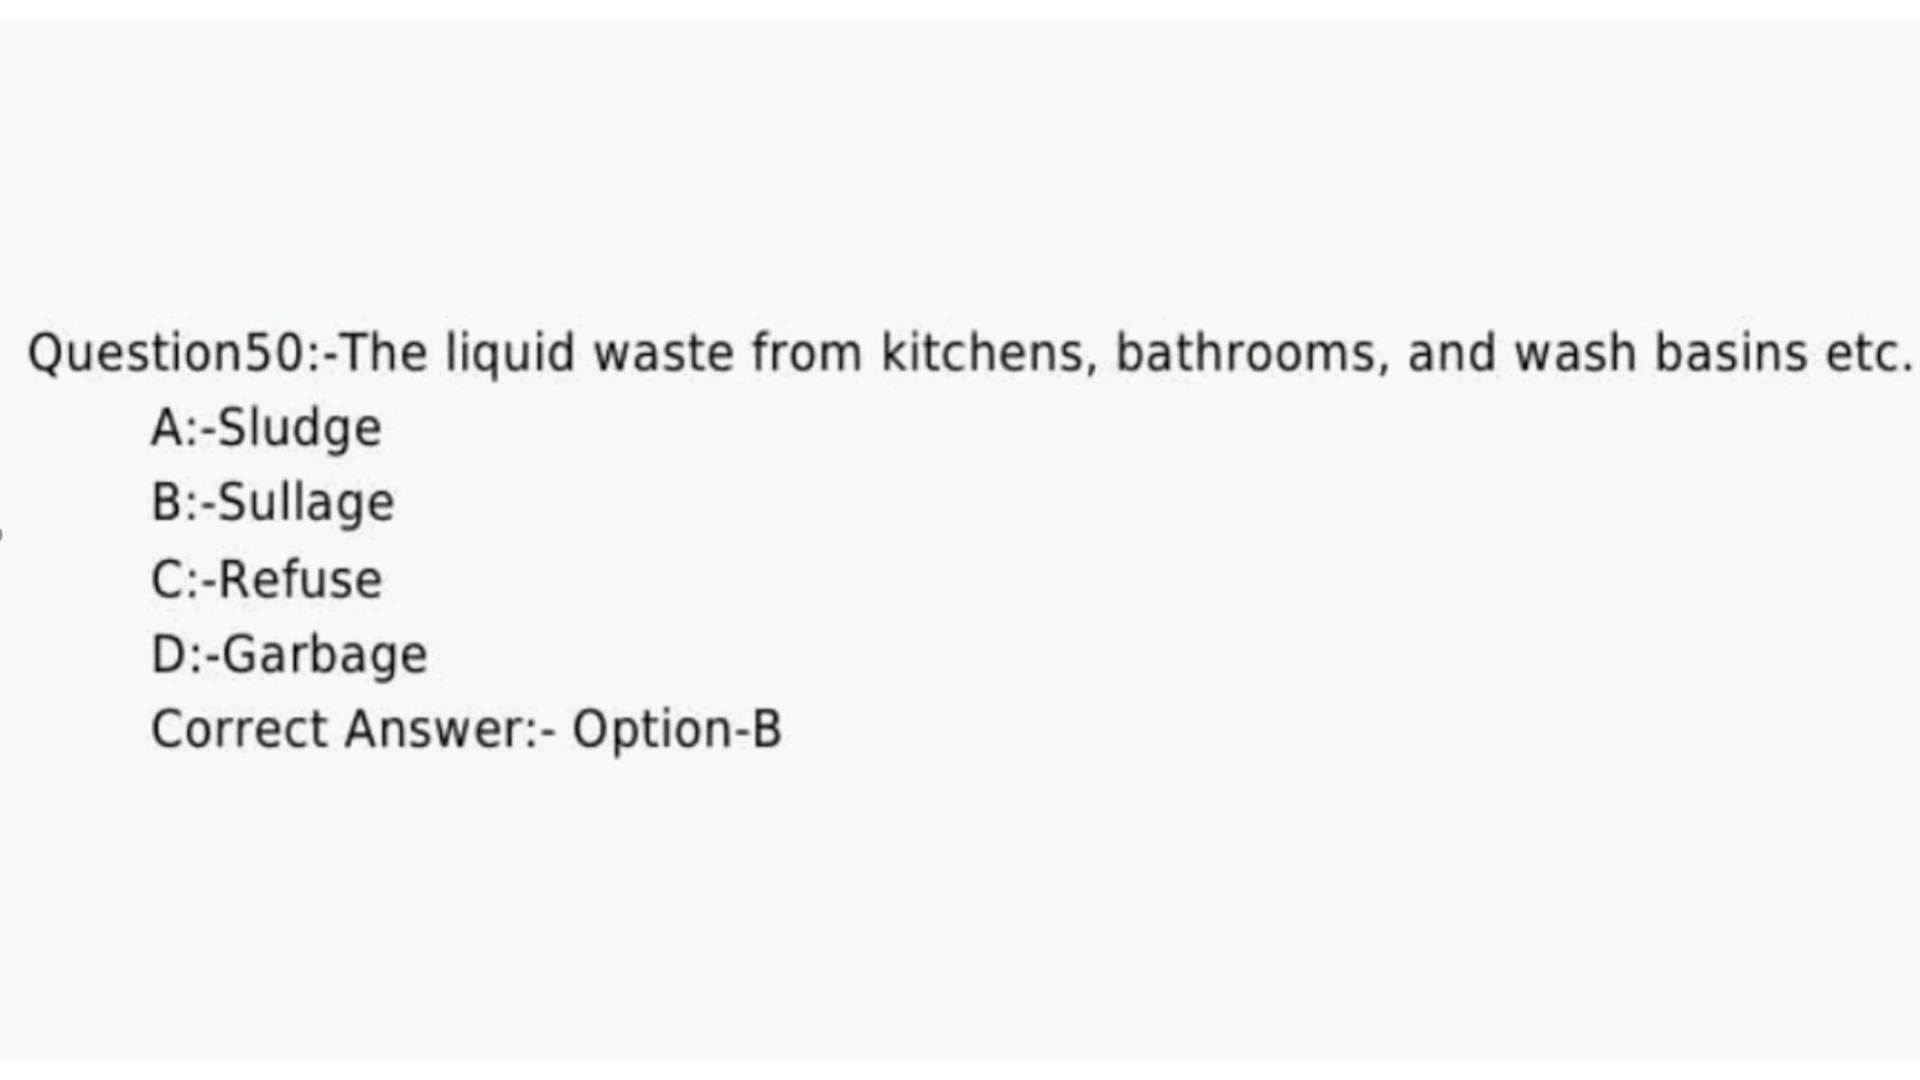 Question50:-The liquid waste from kitchens, bathrooms, and wash basins etc.
A:-Sludge
B:-Sullage
C:-Refuse
D:-Garbage
Correct Answer:- Option-B